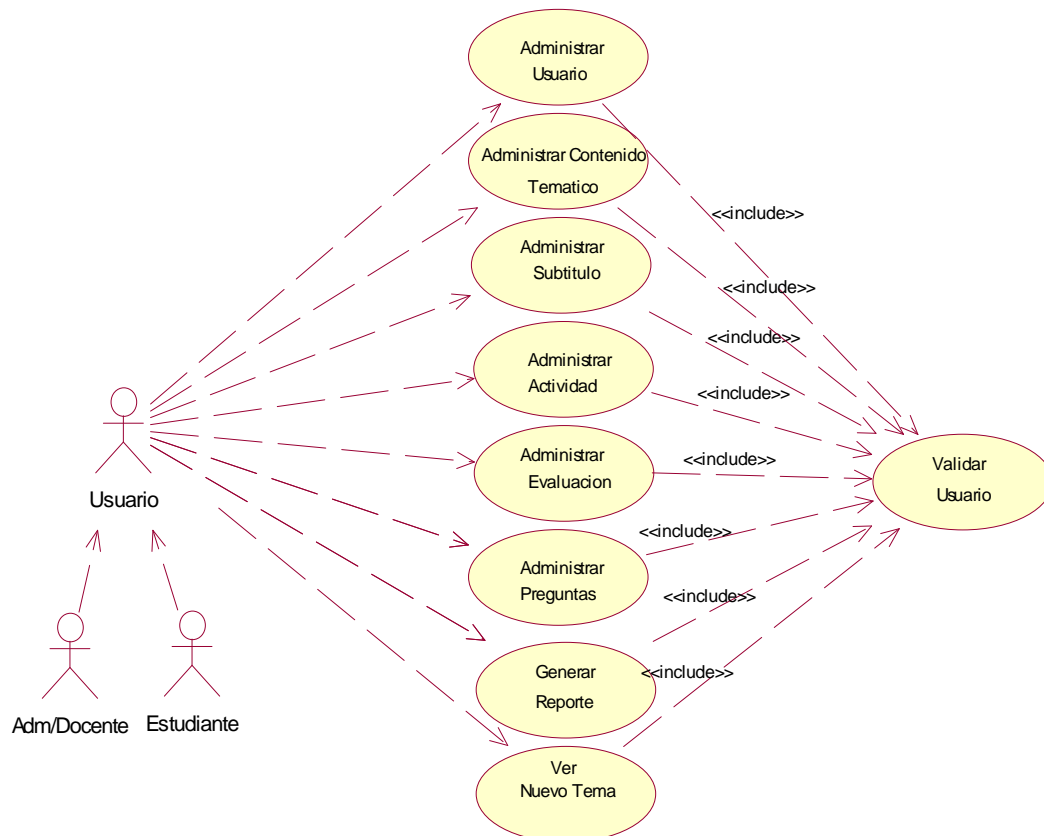 Administrar
Usuario
Administrar Contenido
Tematico
<<include>>
Administrar
Subtitulo
<<include>>
<<include>>
Administrar
Actividad
<<include>>
Administrar
Evaluacion
<<include>>
Validar
Usuario
Usuario
<<include>>
Administrar
Preguntas
<<include>>
Generar
Reporte
<<include>>
Adm/Docente
Estudiante
Ver
Nuevo Tema